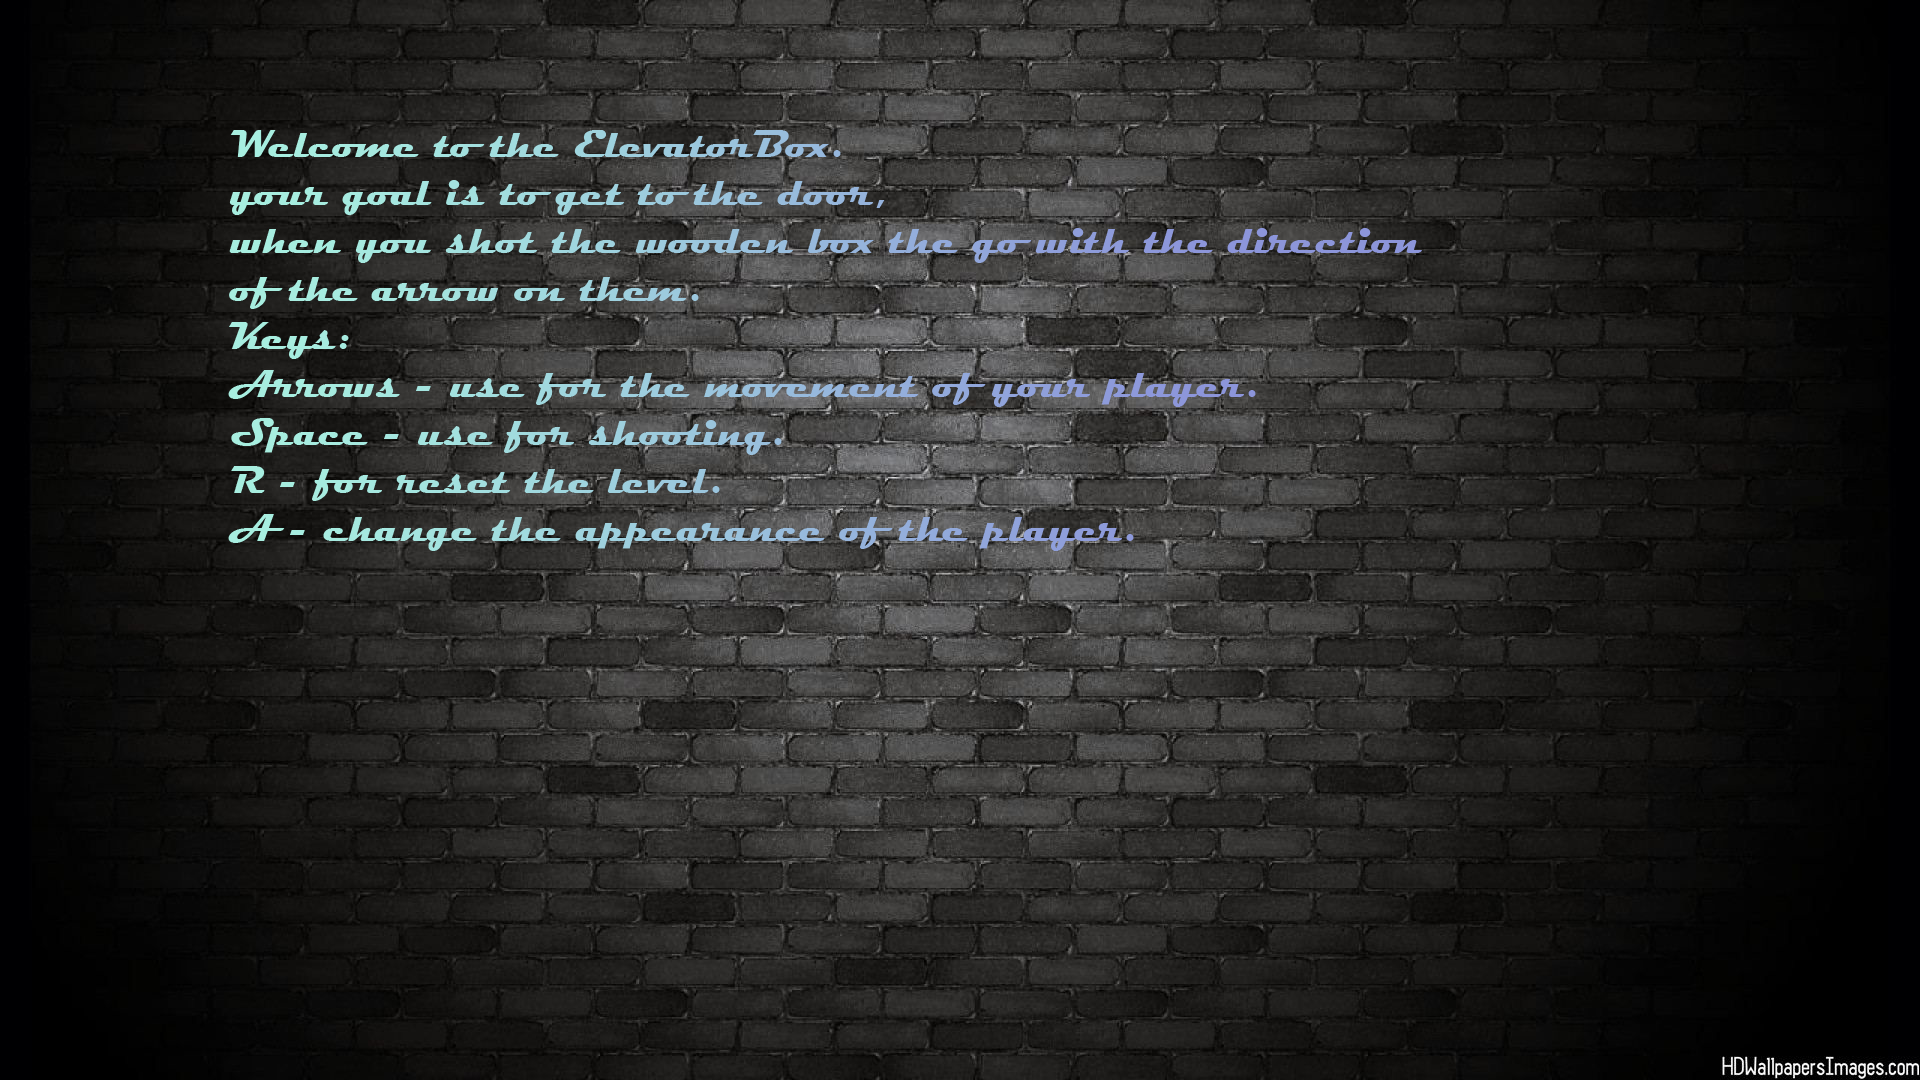 Welcome to the ElevatorBox.
your goal is to get to the door,
when you shot the wooden box the go with the direction
of the arrow on them.
Keys:
Arrows - use for the movement of your player.
Space - use for shooting.
R - for reset the level.
A - change the appearance of the player.
HDWallpapersImages.com